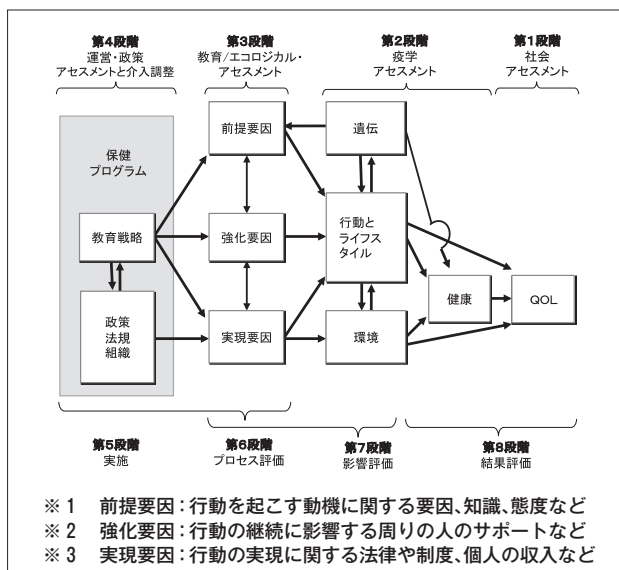 第4段階
運営・政策
アセスメントと介入調整
第3段階
教育/エコロジカル・
アセスメント
第2段階
疫学
アセスメント
第1段階
社会
アセスメント
保健
プログラム
教育戦略
政策
法規
組織
前提要因
強化要因
実現要因
遺伝
行動と
ライフス
タイル
環境
健康
QOL
第5段階
実施
第6段階
プロセス評価
第7段階
影響評価
第8段階
結果評価
※1 前提要因:行動を起こす動機に関する要因、知識、態度など
※2 強化要因:行動の継続に影響する周りの人のサポートなど
※3 実現要因:行動の実現に関する法律や制度、個人の収入など